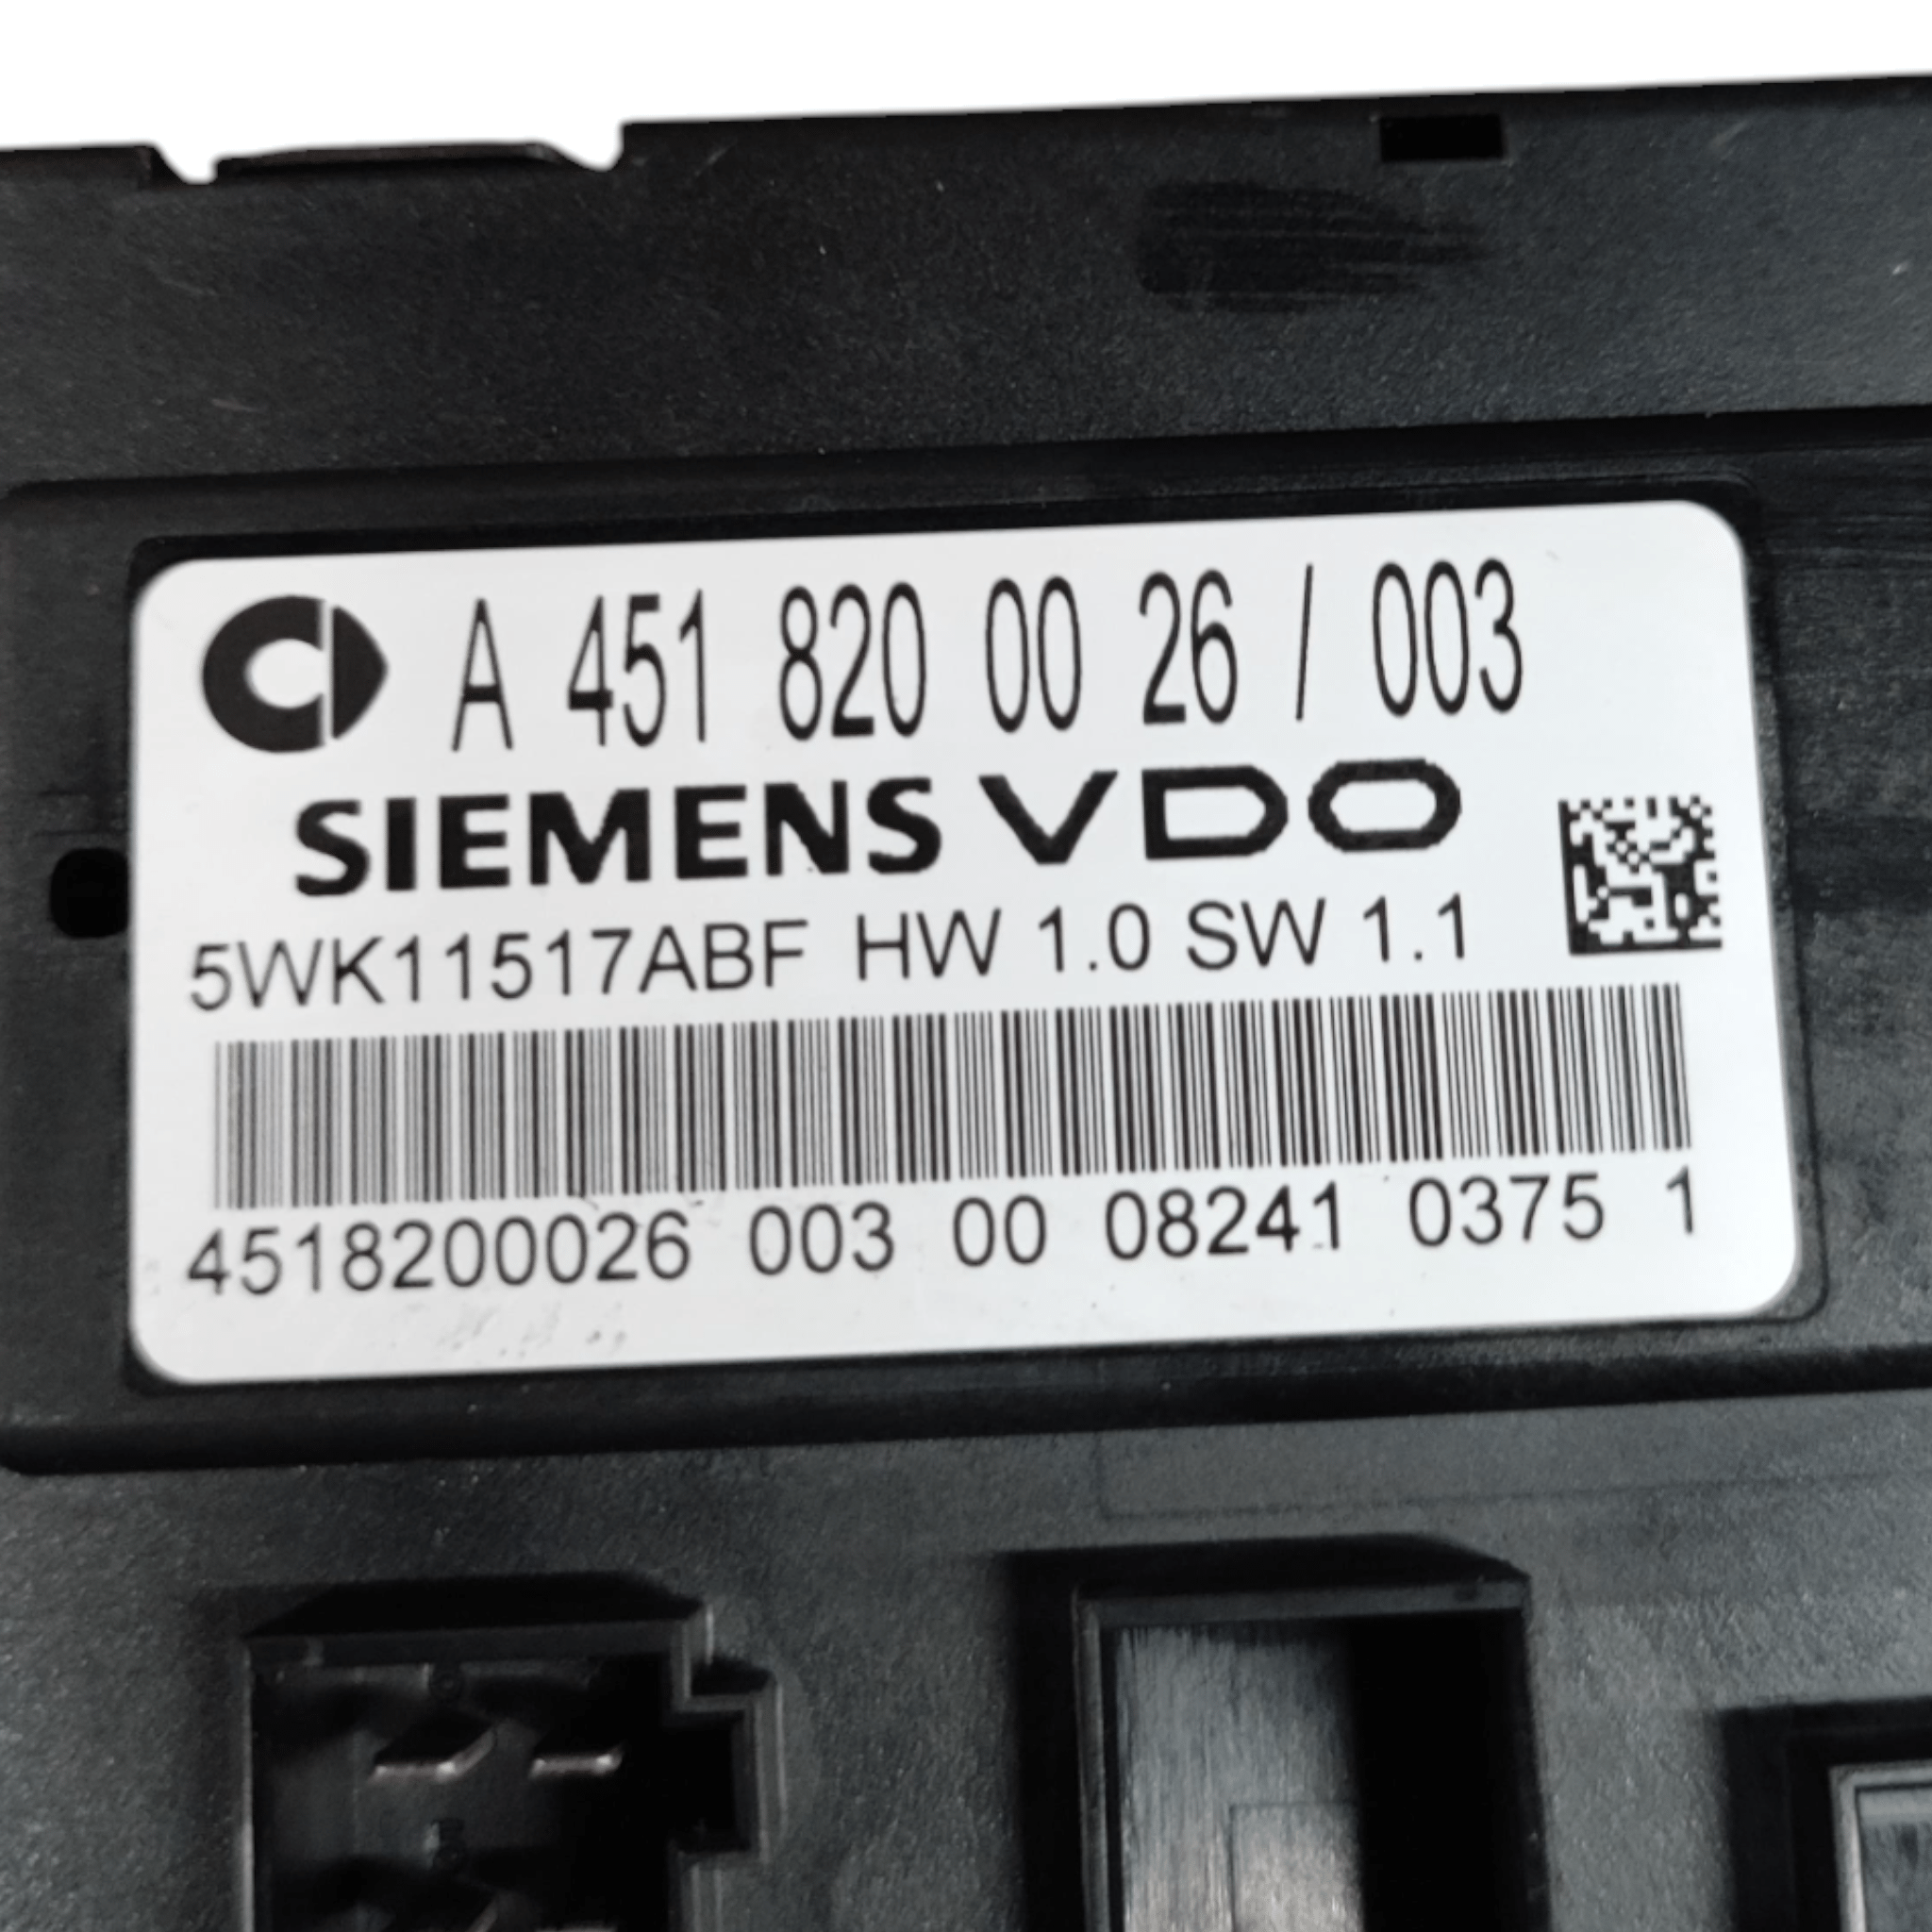 A 451 820 00 26 / 003
SIEMENS VDO
5WK11517ABF HW 1.0 SW 1.1
4518200026 003 00 08241 0375 1